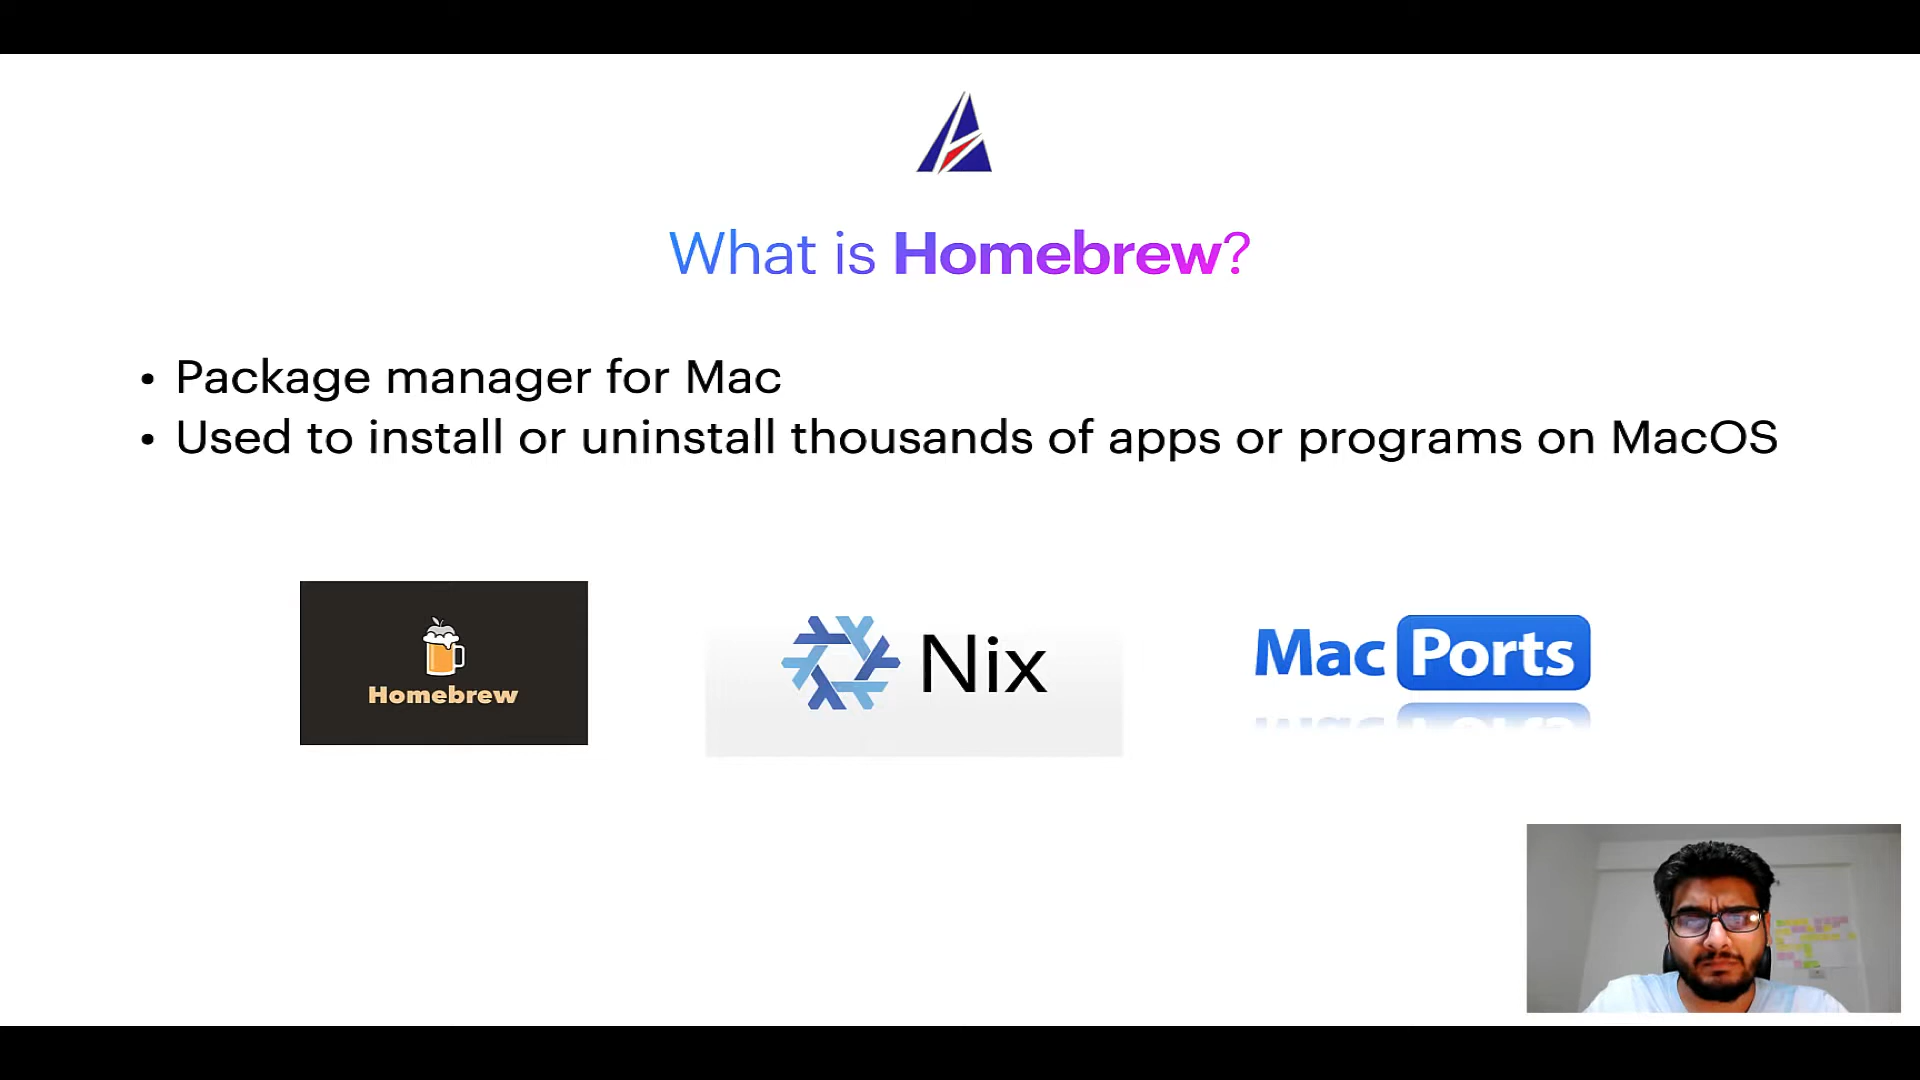 What is Homebrew?
• Package manager for Mac
• Used to install or uninstall thousands of apps or programs on MacOS
Homebrew
Nix
Mac Ports